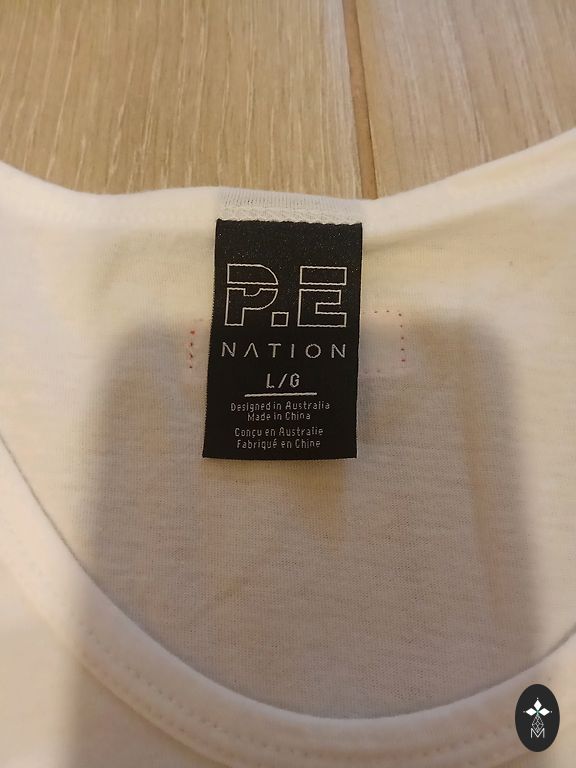 P.E
NATION
L/G
Designed in Australia
Made in China
Conçu en Australie
Fabriqué en Chine
M